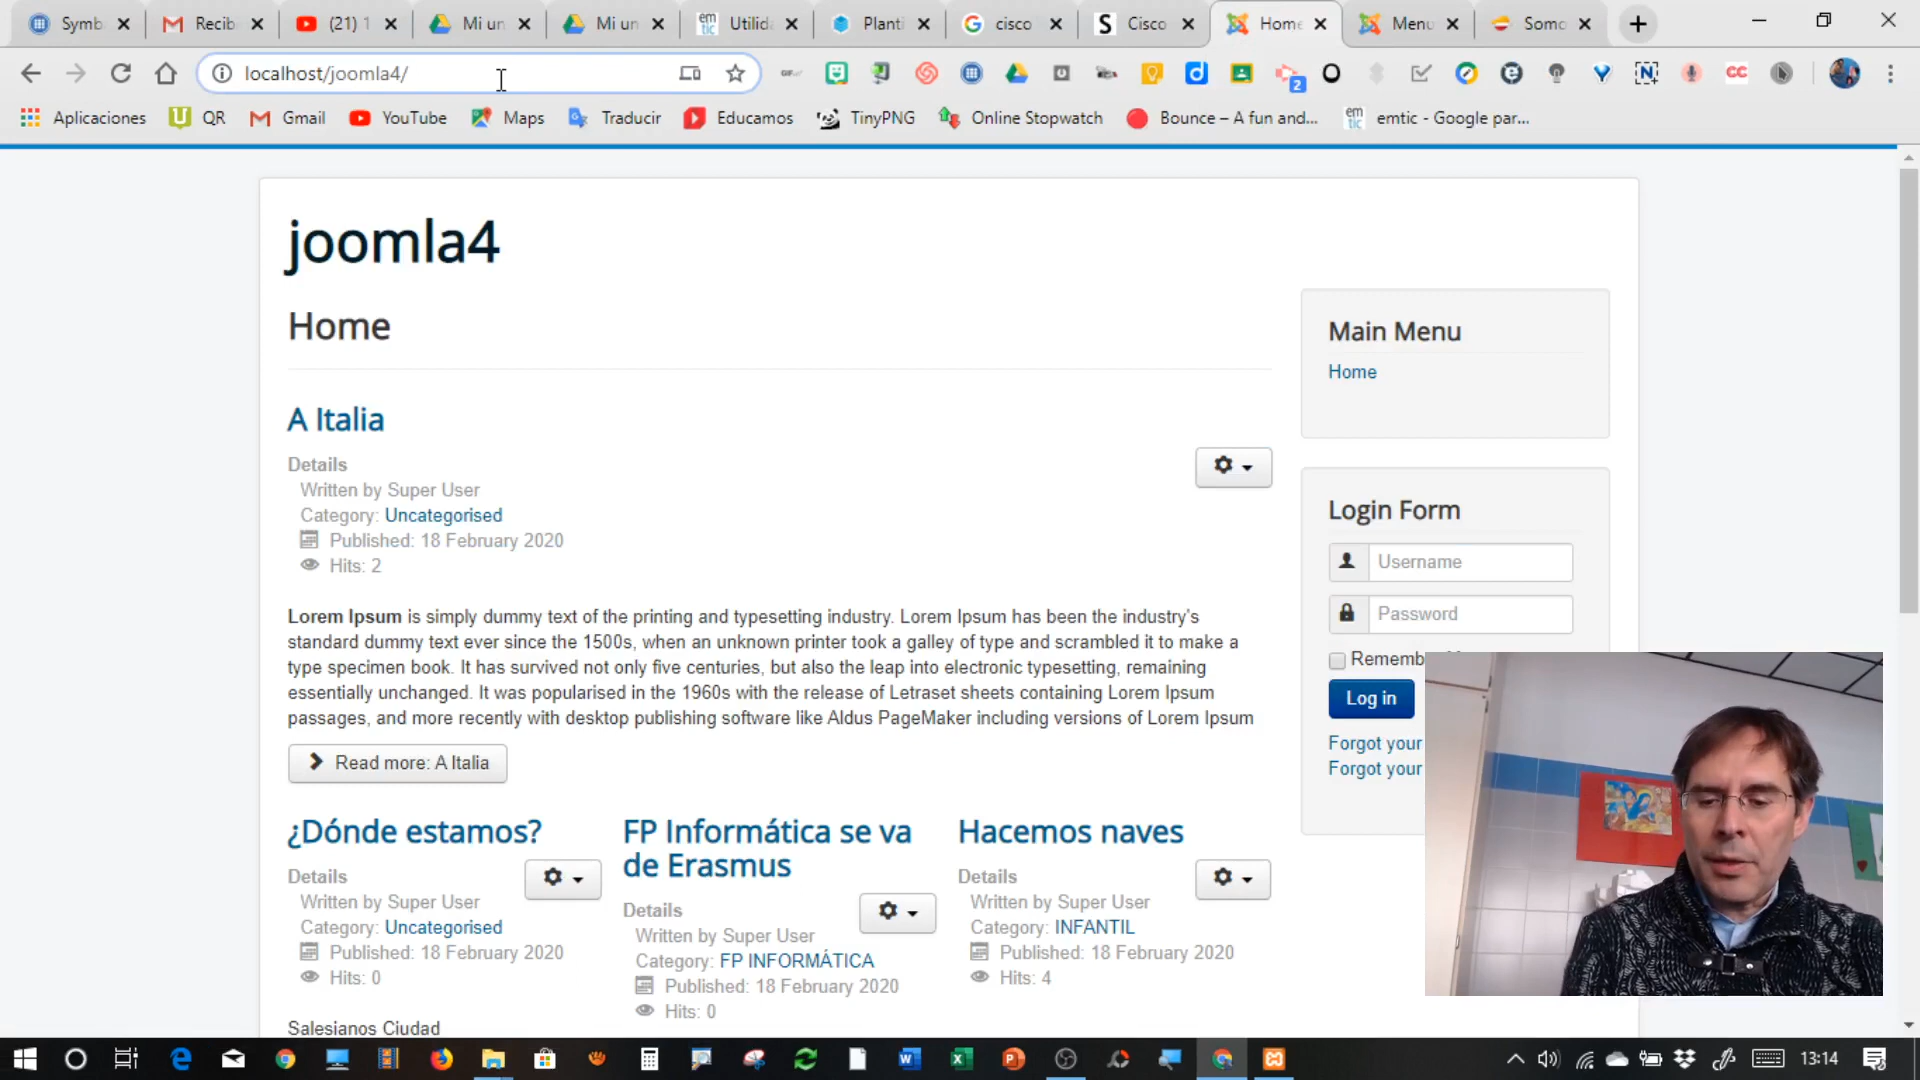 Symb
Recib
(21) 1
Mi un
Mi un
Utilid
Planti
cisco
Cisco
Home
Menu
Somo
localhost/joomla4/
Aplicaciones
QR
Gmail
YouTube
Maps
Traducir
Educamos
TinyPNG
Online Stopwatch
Bounce – A fun and...
emtic - Google par...
joomla4
Home
A Italia
Details
Written by Super User
Category: Uncategorised
Published: 18 February 2020
Hits: 2
Lorem Ipsum is simply dummy text of the printing and typesetting industry. Lorem Ipsum has been the industry's
standard dummy text ever since the 1500s, when an unknown printer took a galley of type and scrambled it to make a
type specimen book. It has survived not only five centuries, but also the leap into electronic typesetting, remaining
essentially unchanged. It was popularised in the 1960s with the release of Letraset sheets containing Lorem Ipsum
passages, and more recently with desktop publishing software like Aldus PageMaker including versions of Lorem Ipsum
Read more: A Italia
¿Dónde estamos?
Details
Written by Super User
Category: Uncategorised
Published: 18 February 2020
Hits: 0
Salesianos Ciudad
FP Informática se va
de Erasmus
Details
Written by Super User
Category: FP INFORMÁTICA
Published: 18 February 2020
Hits: 0
Hacemos naves
Details
Written by Super User
Category: INFANTIL
Published: 18 February 2020
Hits: 4
Main Menu
Home
Login Form
Username
Password
Rememb
Log in
Forgot your
Forgot your
13:14